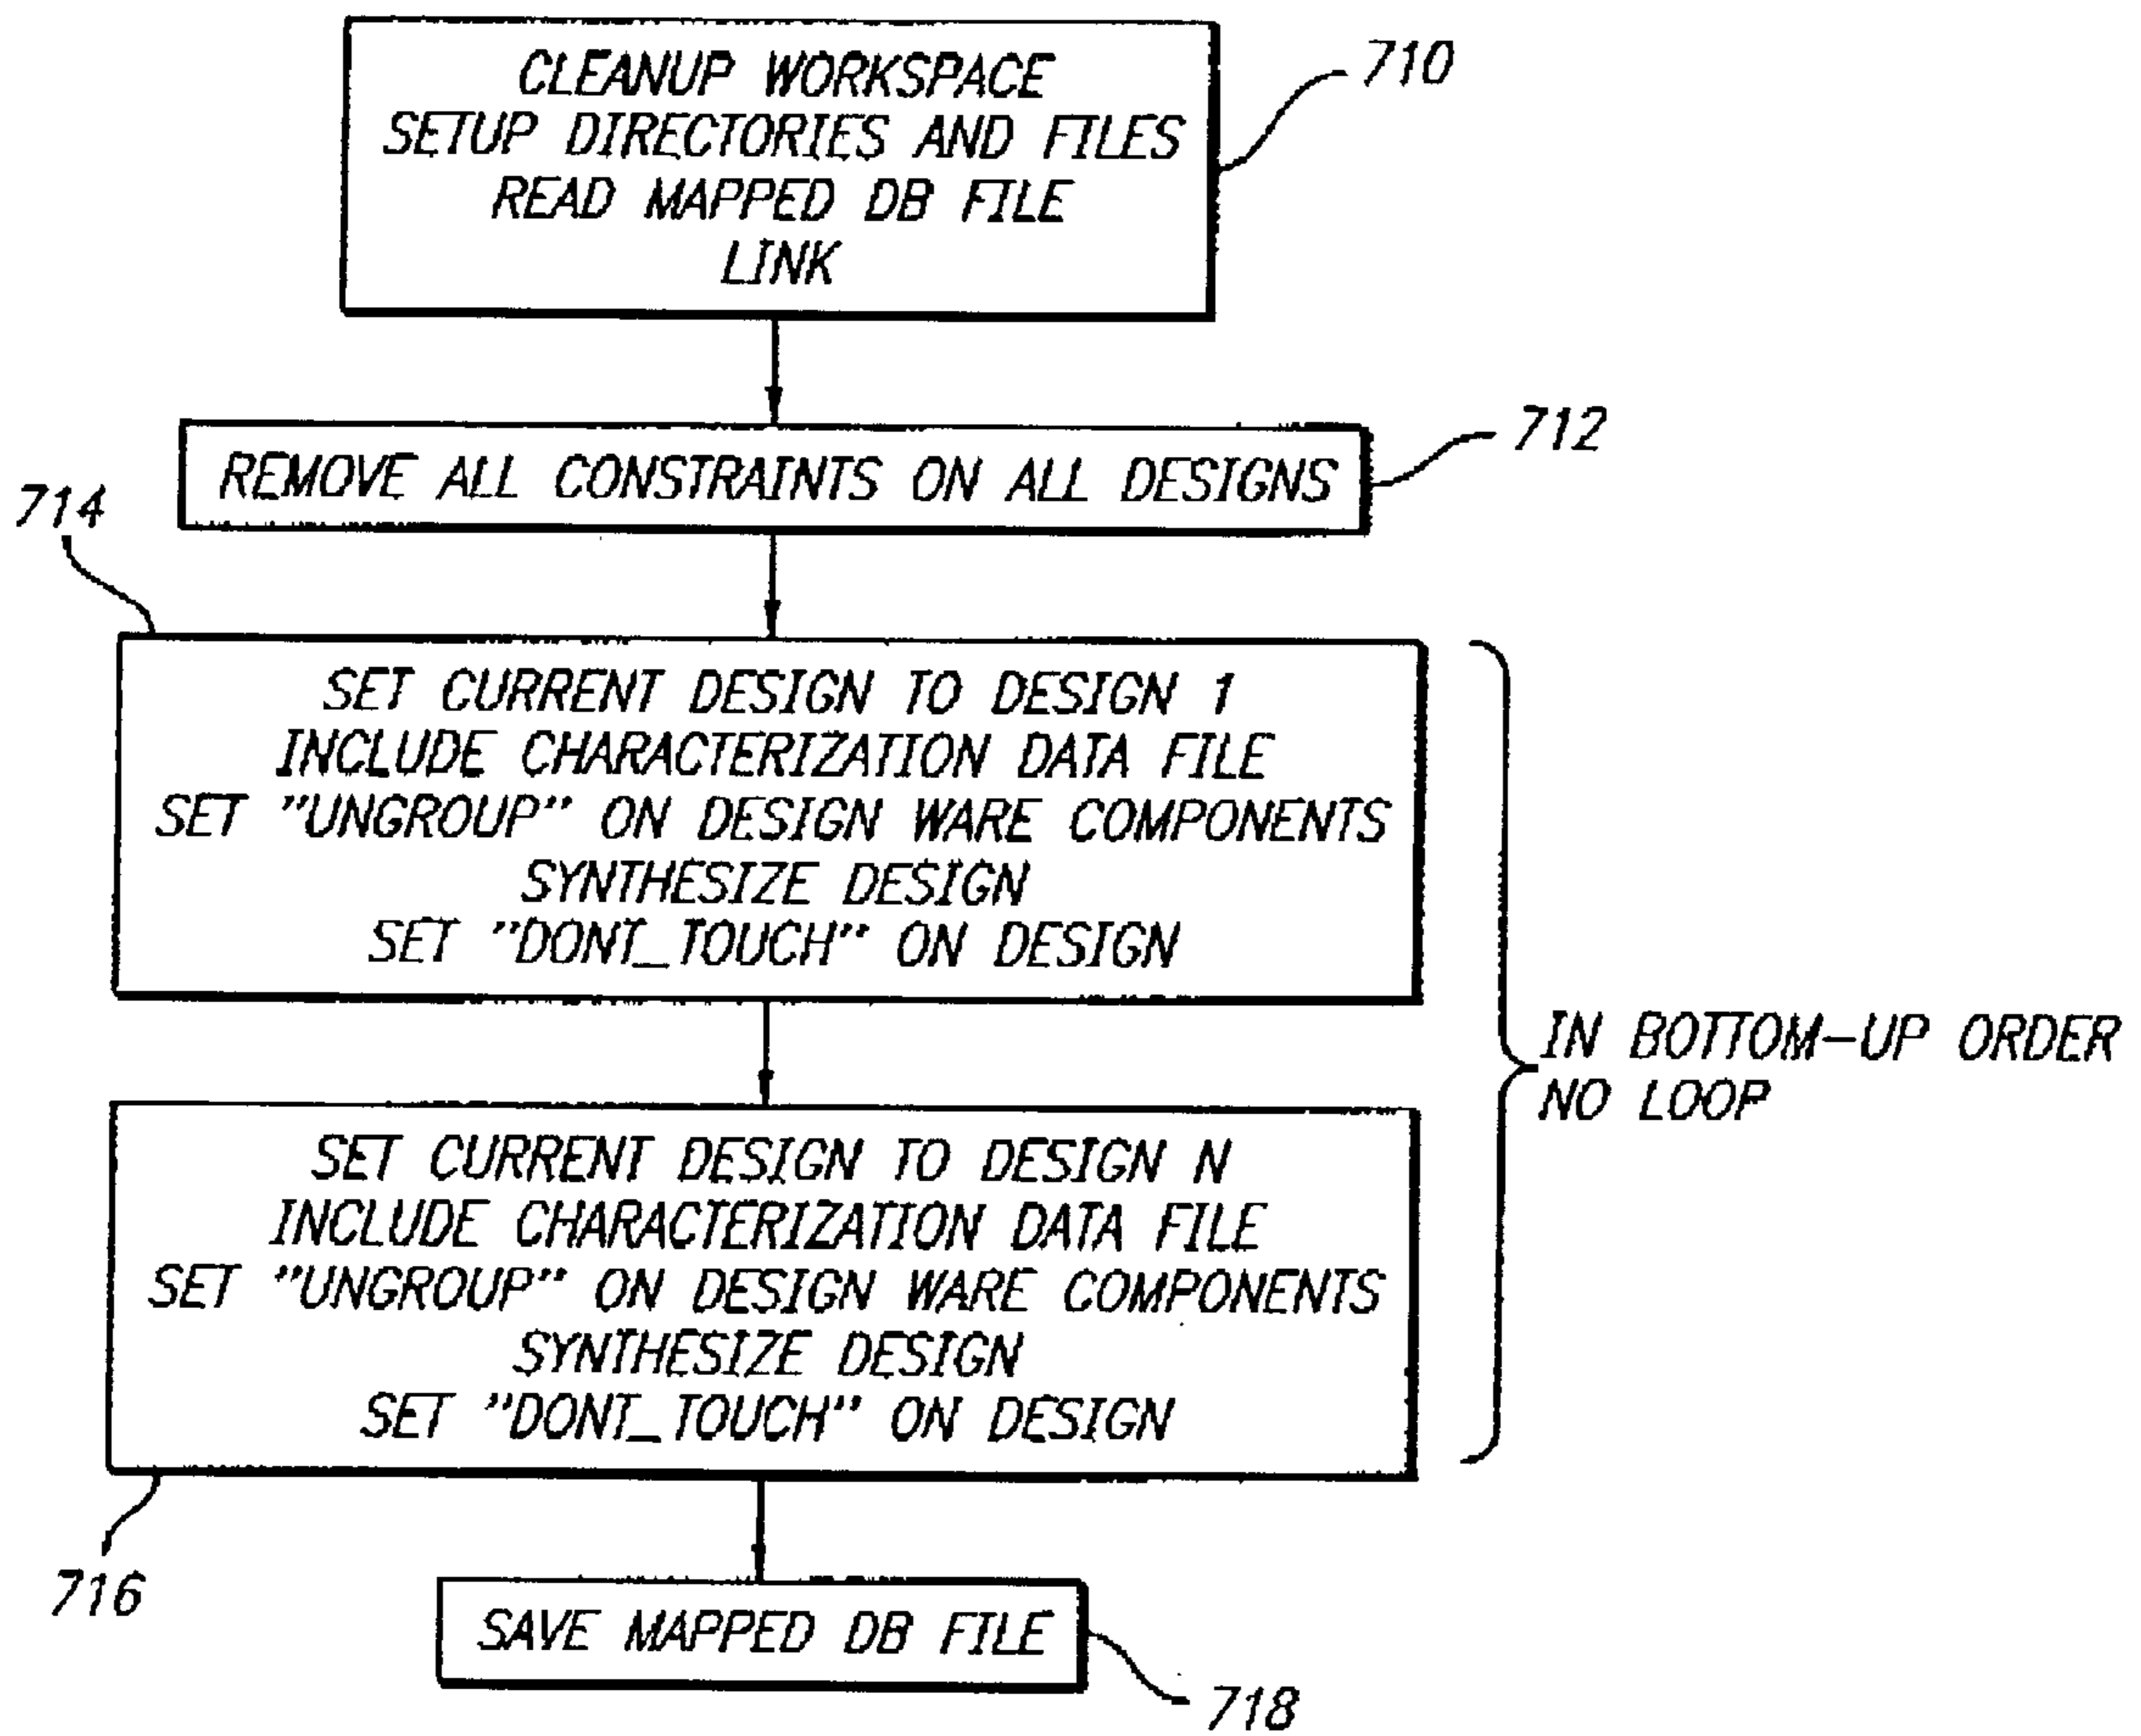 CLEANUP WORKSPACE
SETUP DIRECTORIES AND FILES
READ MAPPED DB FILE
LINK
710
REMOVE ALL CONSTRAINTS ON ALL DESIGNS
712
714
SET CURRENT DESIGN TO DESIGN 1
INCLUDE CHARACTERIZATION DATA FILE
SET "UNGROUP" ON DESIGN WARE COMPONENTS
SYNTHESIZE DESIGN
SET "DONT_TOUCH" ON DESIGN
IN BOTTOM-UP ORDER
NO LOOP
SET CURRENT DESIGN TO DESIGN N
INCLUDE CHARACTERIZATION DATA FILE
SET "UNGROUP" ON DESIGN WARE COMPONENTS
SYNTHESIZE DESIGN
SET "DONT_TOUCH" ON DESIGN
716
SAVE MAPPED DB FILE
718